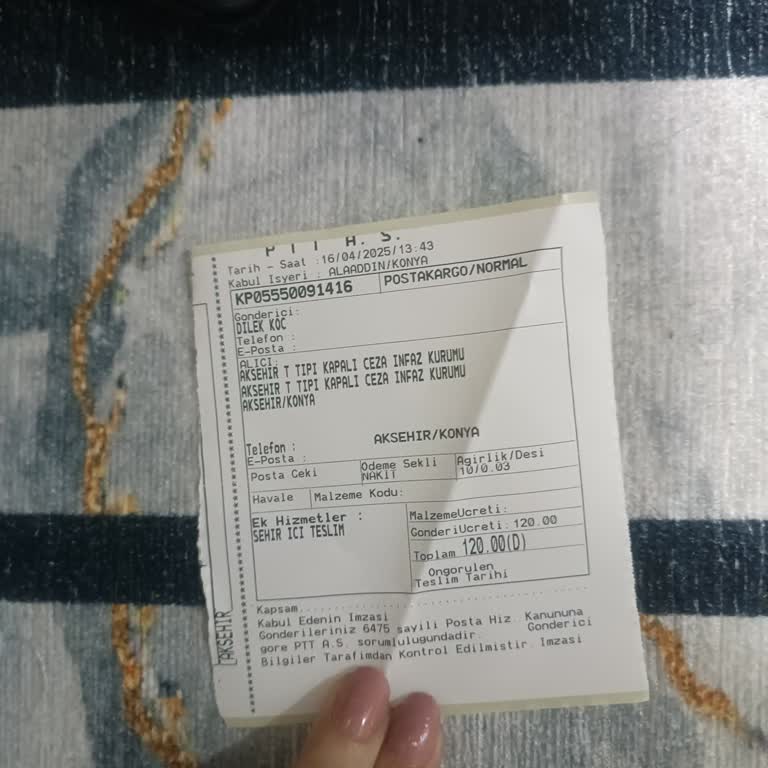 P T T A. S.
Tarih - Saat :16/04/2025/13:43
Kabul Isyeri : ALAADDIN/KONYA
KP05550091416
POSTAKARGO/NORMAL
Gonderici:
DILEK KOC
Telefon :
E-Posta :
ALICI:
AKSEHIR T TIPI KAPALI CEZA INFAZ KURUMU
AKSEHIR T TIPI KAPALI CEZA INFAZ KURUMU
AKSEHIR/KONYA
AKSEHIR/KONYA
Telefon :
E-Posta :
Posta Ceki
Odeme Sekli
NAKIT
Agirlik/Desi
10/0.03
Havale
Malzeme Kodu:
Ek Hizmetler :
SEHIR ICI TESLIM
MalzemeUcreti:
GonderiUcreti: 120.00
Toplam 120.00(D)
Ongorulen
Teslim Tarihi
Kapsam
Kabul Edenin Imzasi
Gonderileriniz 6475 sayili Posta Hiz. Kanununa
gore PTT A.S. sorumlulugundadir. Gonderici
Bilgiler Tarafimdan Kontrol Edilmistir. Imzasi
AKSEHIR